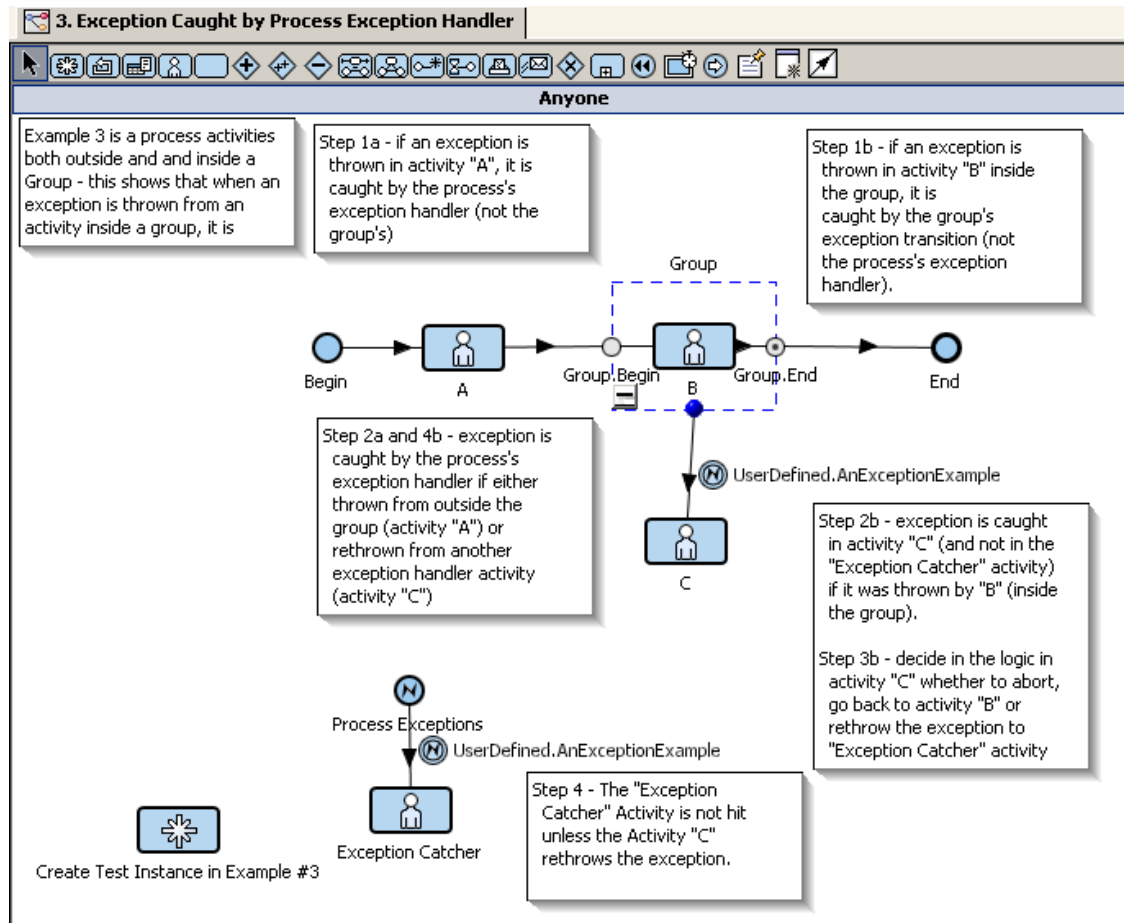 3. Exception Caught by Process Exception Handler
Anyone
Example 3 is a process activities
both outside and and inside a
Group - this shows that when an
exception is thrown from an
activity inside a group, it is
Step 1a - if an exception is
thrown in activity "A", it is
caught by the process's
exception handler (not the
group's)
Step 1b - if an exception is
thrown in activity "B" inside
the group, it is
caught by the group's
exception transition (not
the process's exception
handler).
Group
Begin
A
Group.Begin
B
Group.End
End
Step 2a and 4b - exception is
caught by the process's
exception handler if either
thrown from outside the
group (activity "A") or
rethrown from another
exception handler activity
(activity "C")
UserDefined.AnExceptionExample
C
Step 2b - exception is caught
in activity "C" (and not in the
"Exception Catcher" activity)
if it was thrown by "B" (inside
the group).
Step 3b - decide in the logic in
activity "C" whether to abort,
go back to activity "B" or
rethrow the exception to
"Exception Catcher" activity
Process Exceptions
UserDefined.AnExceptionExample
Exception Catcher
Step 4 - The "Exception
Catcher" Activity is not hit
unless the Activity "C"
rethrows the exception.
Create Test Instance in Example #3